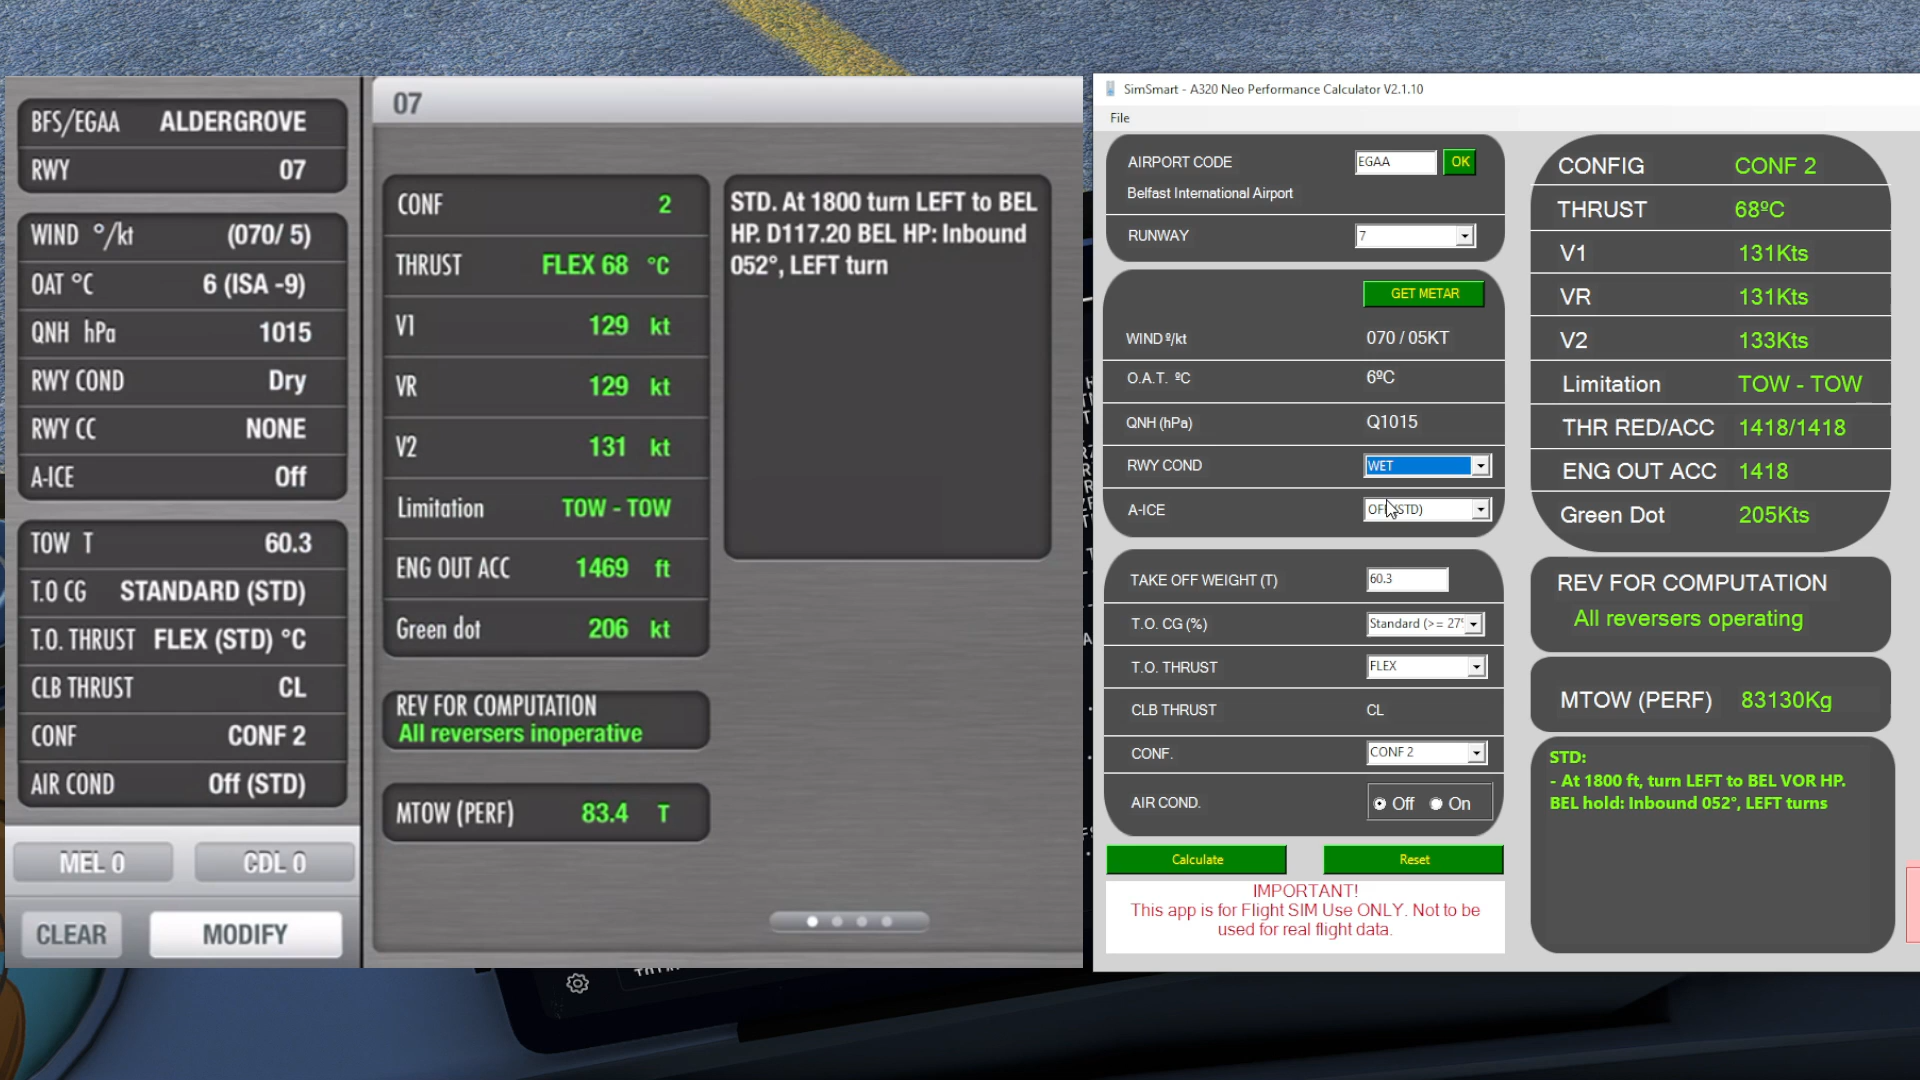 BFS/EGAA ALDERGROVE
RWY 07
WIND °/kt (070/ 5)
OAT °C 6 (ISA -9)
QNH hPa 1015
RWY COND Dry
RWY CC NONE
A-ICE Off
TOW T 60.3
T.O CG STANDARD (STD)
T.O. THRUST FLEX (STD) °C
CLB THRUST CL
CONF CONF 2
AIR COND Off (STD)
MEL 0 CDL 0
CLEAR MODIFY
07
CONF 2
THRUST FLEX 68 °C
V1 129 kt
VR 129 kt
V2 131 kt
Limitation TOW - TOW
ENG OUT ACC 1469 ft
Green dot 206 kt
REV FOR COMPUTATION
All reversers inoperative
MTOW (PERF) 83.4 T
STD. At 1800 turn LEFT to BEL
HP. D117.20 BEL HP: Inbound
052°, LEFT turn
SimSmart - A320 Neo Performance Calculator V2.1.10
File
AIRPORT CODE EGAA OK
Belfast International Airport
RUNWAY 7
GET METAR
WIND º/kt 070 / 05KT
O.A.T. ºC 6ºC
QNH (hPa) Q1015
RWY COND WET
A-ICE OFF (STD)
TAKE OFF WEIGHT (T) 60.3
T.O. CG (%) Standard (>= 27%
T.O. THRUST FLEX
CLB THRUST CL
CONF. CONF 2
AIR COND. Off On
Calculate Reset
IMPORTANT!
This app is for Flight SIM Use ONLY. Not to be
used for real flight data.
CONFIG CONF 2
THRUST 68ºC
V1 131Kts
VR 131Kts
V2 133Kts
Limitation TOW - TOW
THR RED/ACC 1418/1418
ENG OUT ACC 1418
Green Dot 205Kts
REV FOR COMPUTATION
All reversers operating
MTOW (PERF) 83130Kg
STD:
- At 1800 ft, turn LEFT to BEL VOR HP.
BEL hold: Inbound 052°, LEFT turns